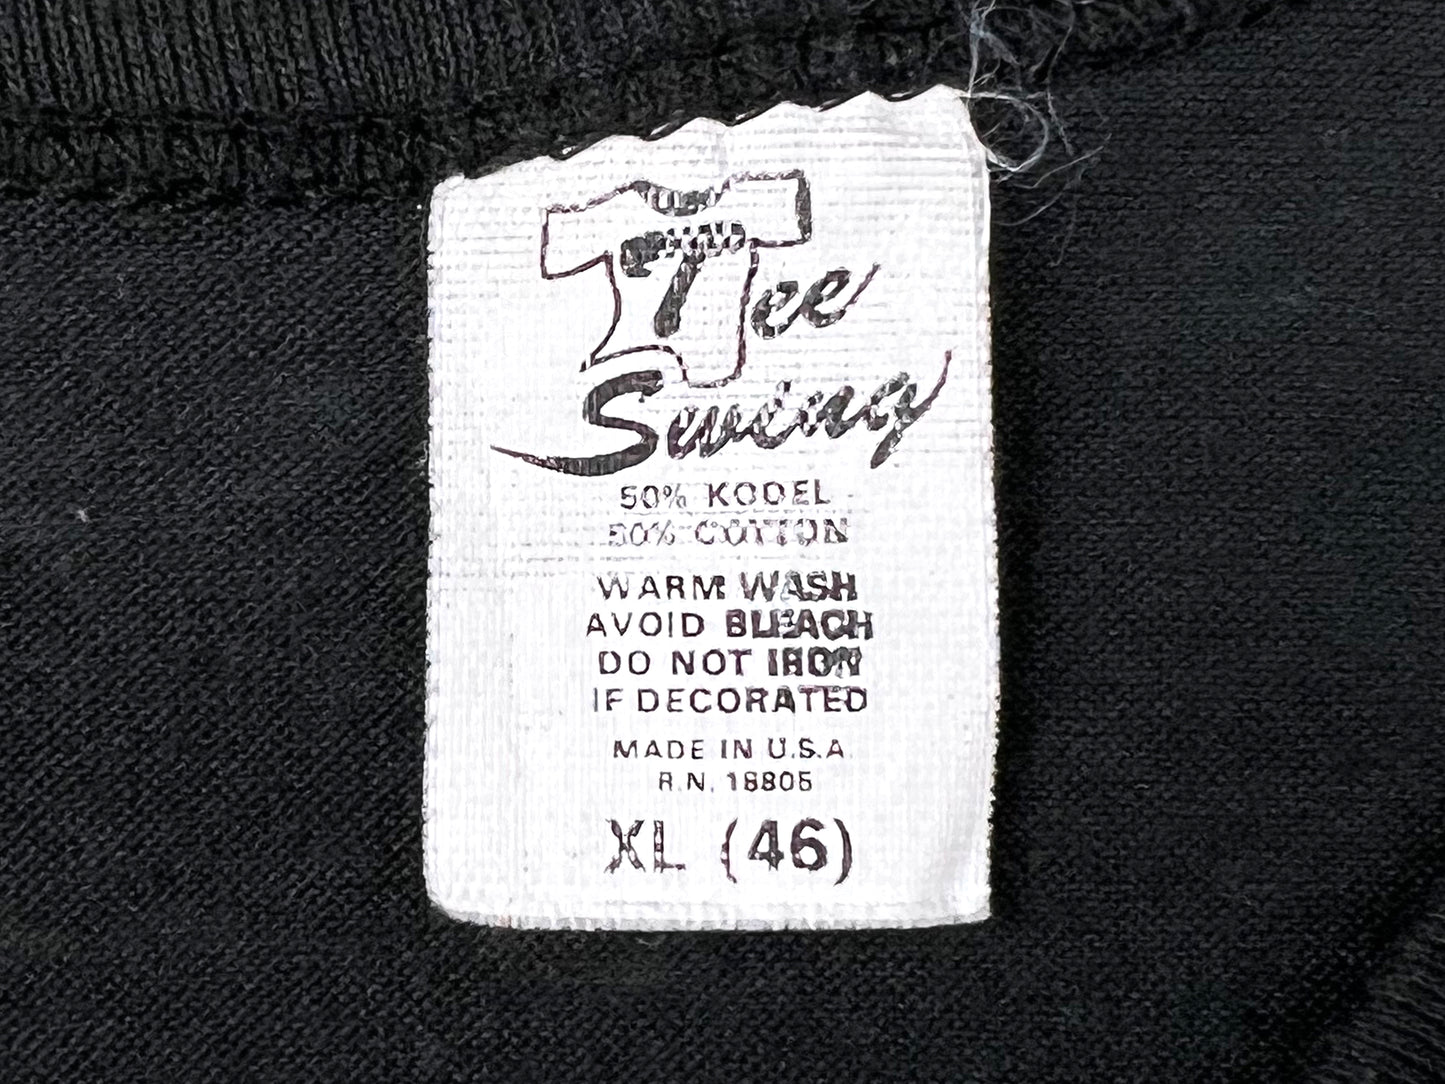 Tee
Swing
50% KODEL
50% COTTON
WARM WASH
AVOID BLEACH
DO NOT IRON
IF DECORATED
MADE IN U.S.A.
R.N. 18805
XL (46)